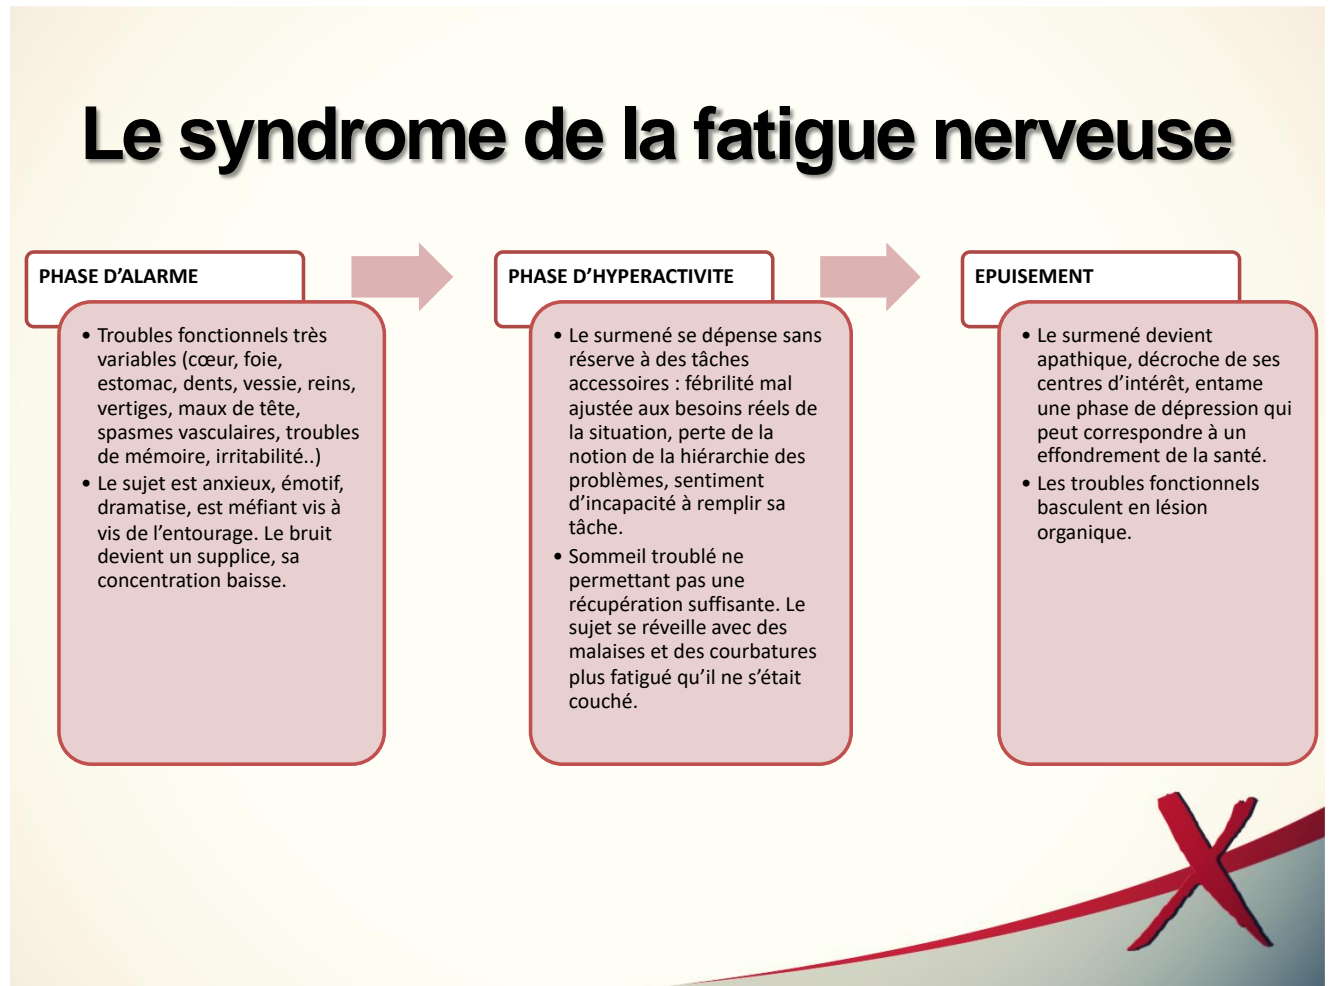 Le syndrome de la fatigue nerveuse
PHASE D’ALARME
• Troubles fonctionnels très
variables (cœur, foie,
estomac, dents, vessie, reins,
vertiges, maux de tête,
spasmes vasculaires, troubles
de mémoire, irritabilité..)
• Le sujet est anxieux, émotif,
dramatise, est méfiant vis à
vis de l’entourage. Le bruit
devient un supplice, sa
concentration baisse.
PHASE D’HYPERACTIVITE
• Le surmené se dépense sans
réserve à des tâches
accessoires : fébrilité mal
ajustée aux besoins réels de
la situation, perte de la
notion de la hiérarchie des
problèmes, sentiment
d’incapacité à remplir sa
tâche.
• Sommeil troublé ne
permettant pas une
récupération suffisante. Le
sujet se réveille avec des
malaises et des courbatures
plus fatigué qu’il ne s’était
couché.
EPUISEMENT
• Le surmené devient
apathique, décroche de ses
centres d’intérêt, entame
une phase de dépression qui
peut correspondre à un
effondrement de la santé.
• Les troubles fonctionnels
basculent en lésion
organique.